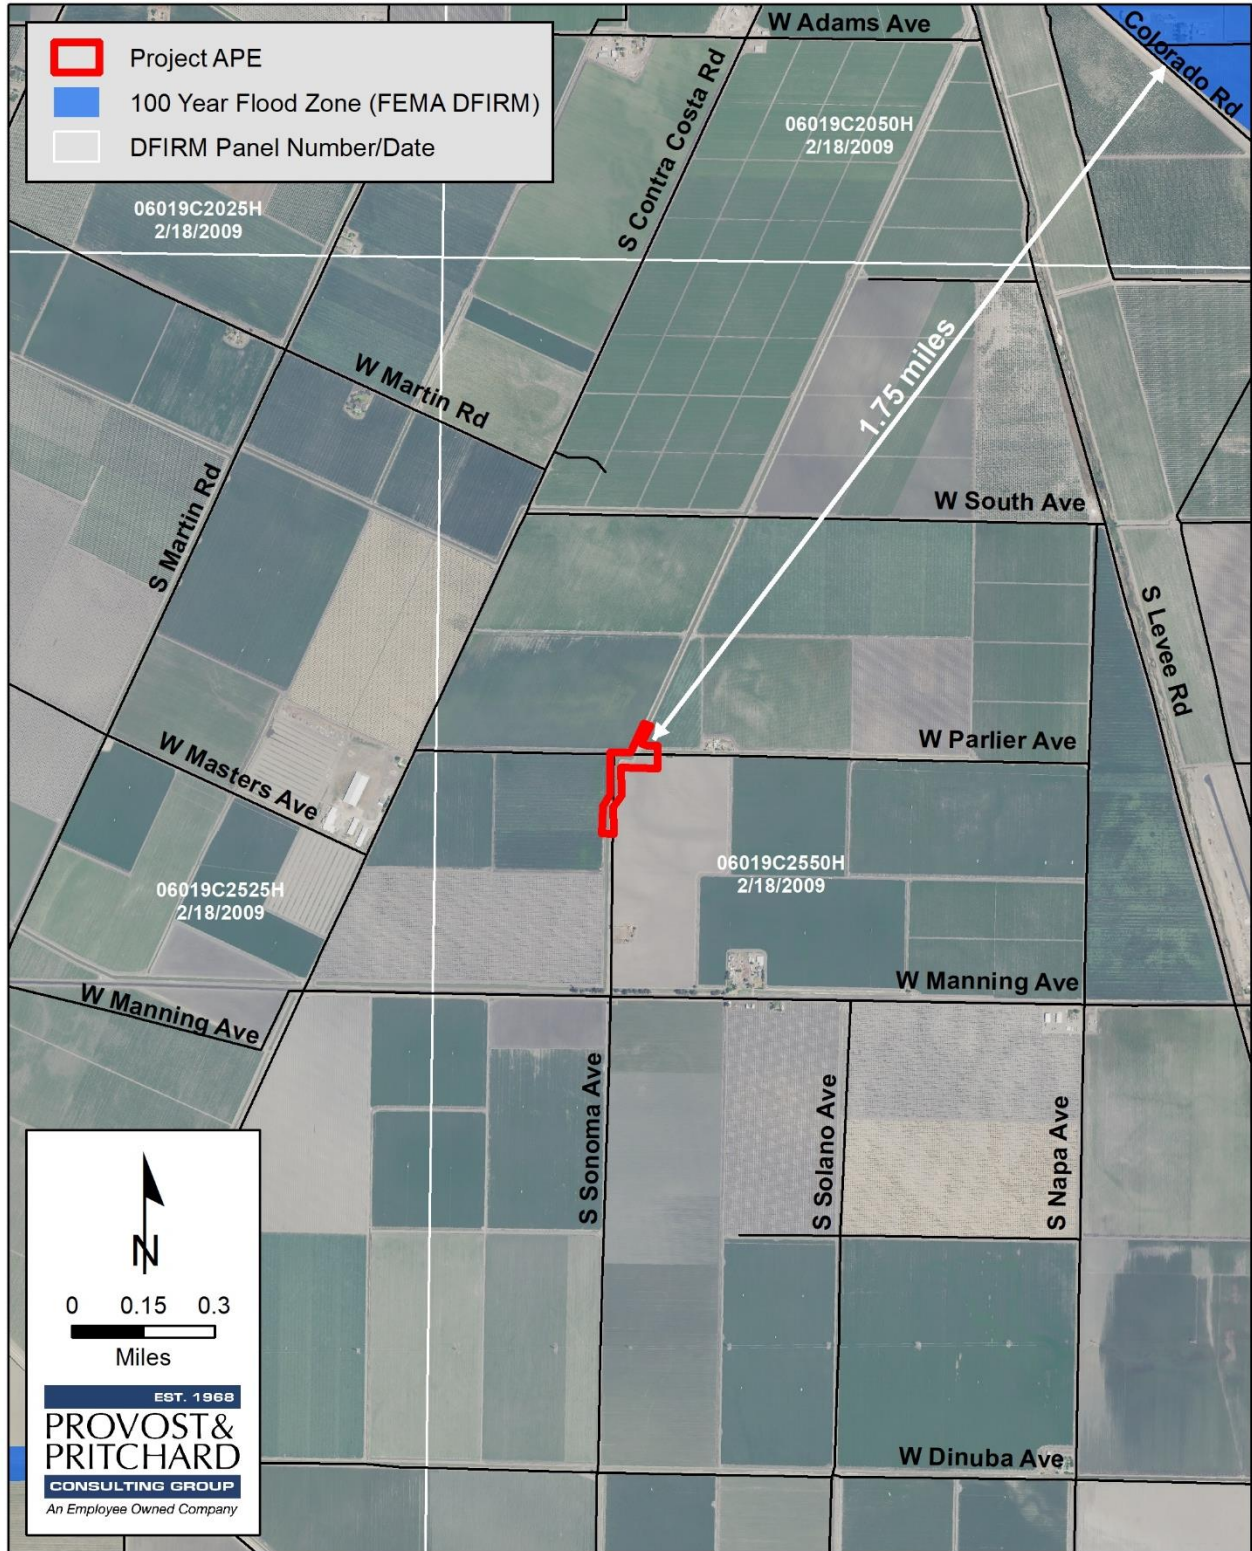 Project APE
100 Year Flood Zone (FEMA DFIRM)
DFIRM Panel Number/Date
W Adams Ave
Colorado Rd
S Contra Costa Rd
06019C2050H
2/18/2009
06019C2025H
2/18/2009
W Martin Rd
1.75 miles
S Martin Rd
W South Ave
S Levee Rd
W Parlier Ave
W Masters Ave
06019C2550H
2/18/2009
06019C2525H
2/18/2009
W Manning Ave
W Manning Ave
S Sonoma Ave
S Solano Ave
S Napa Ave
W Dinuba Ave
N
0 0.15 0.3
Miles
EST. 1968
PROVOST&
PRITCHARD
CONSULTING GROUP
An Employee Owned Company